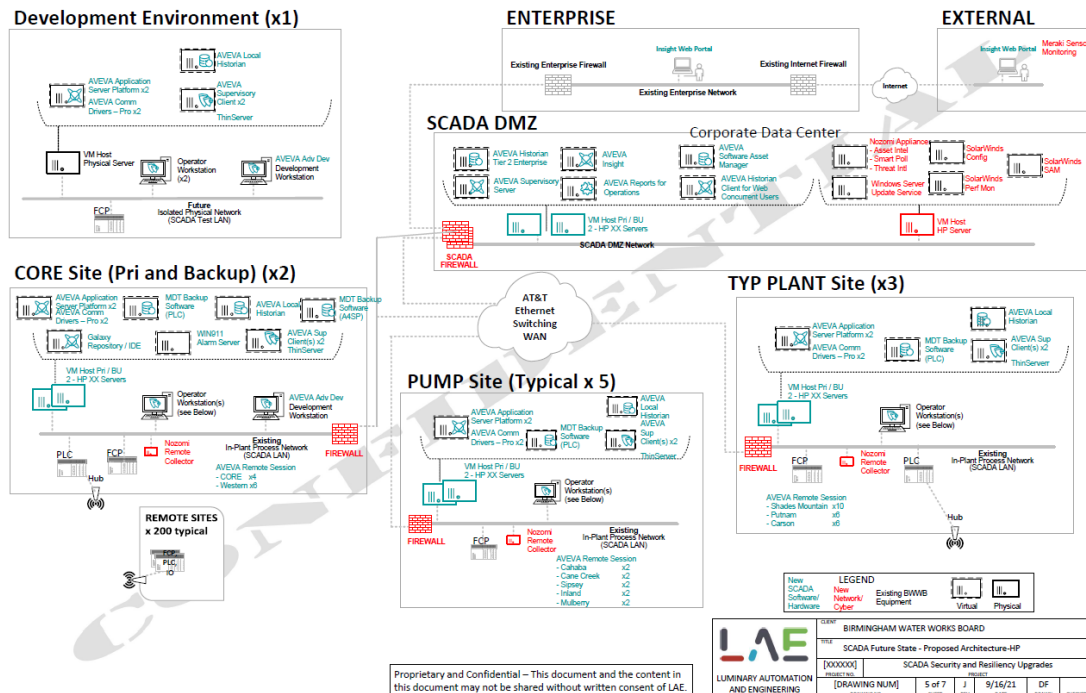 Development Environment (x1)
AVEVA Local
Historian
AVEVA Application
Server Platform x2
AVEVA Comm
Drivers – Pro x2
AVEVA
Supervisory
Client x2
ThinServer
VM Host
Physical Server
Operator
Workstation
(x2)
AVEVA Adv Dev
Development
Workstation
Future
Isolated Physical Network
(SCADA Test LAN)
FCP
ENTERPRISE
Insight Web Portal
Existing Enterprise Firewall
Existing Internet Firewall
Existing Enterprise Network
Internet
EXTERNAL
Insight Web Portal
Meraki Senso
Monitoring
SCADA DMZ
Corporate Data Center
AVEVA Historian
Tier 2 Enterprise
AVEVA
Insight
AVEVA
Software Asset
Manager
AVEVA Supervisory
Server
AVEVA Reports for
Operations
AVEVA Historian
Client for Web
Concurrent Users
Nozomi Appliance
- Asset Intel
- Smart Poll
- Threat Intl
SolarWinds
Config
SolarWinds
SAM
Windows Server
Update Service
SolarWinds
Perf Mon
VM Host Pri / BU
2 - HP XX Servers
VM Host
HP Server
SCADA DMZ Network
SCADA
FIREWALL
CORE Site (Pri and Backup) (x2)
AVEVA Application
Server Platform x2
AVEVA Comm
Drivers – Pro x2
MDT Backup
Software
(PLC)
AVEVA Local
Historian
MDT Backup
Software
(A4SP)
Galaxy
Repository / IDE
WIN911
Alarm Server
AVEVA Sup
Client(s) x2
ThinServer
VM Host Pri / BU
2 - HP XX Servers
Operator
Workstation(s)
(see Below)
AVEVA Adv Dev
Development
Workstation
PLC
FCP
Nozomi
Remote
Collector
Existing
In-Plant Process Network
(SCADA LAN)
FIREWALL
AVEVA Remote Session
- CORE x4
- Western x6
Hub
REMOTE SITES
x 200 typical
FCP
PLC
IO
AT&T
Ethernet
Switching
WAN
PUMP Site (Typical x 5)
AVEVA Application
Server Platform x2
AVEVA Comm
Drivers – Pro x2
MDT Backup
Software
(PLC)
AVEVA
Local
Historian
AVEVA
Sup
Client(s) x2
ThinServer
VM Host Pri / BU
2 - HP XX Servers
Operator
Workstation(s)
(see Below)
FIREWALL
FCP
Nozomi
Remote
Collector
Existing
In-Plant Process Network
(SCADA LAN)
AVEVA Remote Session
- Cahaba x2
- Cane Creek x2
- Sipsey x2
- Inland x2
- Mulberry x2
TYP PLANT Site (x3)
AVEVA Local
Historian
AVEVA Application
Server Platform x2
AVEVA Comm
Drivers – Pro x2
MDT Backup
Software
(PLC)
AVEVA Sup
Client(s) x2
ThinServerr
VM Host Pri / BU
2 - HP XX Servers
Operator
Workstation(s)
(see Below)
FIREWALL
FCP
Nozomi
Remote
Collector
PLC
Existing
In-Plant Process Network
(SCADA LAN)
AVEVA Remote Session
- Shades Mountain x10
- Putnam x6
- Carson x6
Hub
LEGEND
New
SCADA
Software/
Hardware
New
Network/
Cyber
Existing BWWB
Equipment
Virtual
Physical
CONFIDENTIAL
Proprietary and Confidential – This document and the content in
this document may not be shared without written consent of LAE.
LAE
LUMINARY AUTOMATION
AND ENGINEERING
CLIENT
BIRMINGHAM WATER WORKS BOARD
TITLE
SCADA Future State - Proposed Architecture-HP
[XXXXXX]
SCADA Security and Resiliency Upgrades
PROJECT NO.
PROJECT
[DRAWING NUM]
5 of 7
J
9/16/21
DF